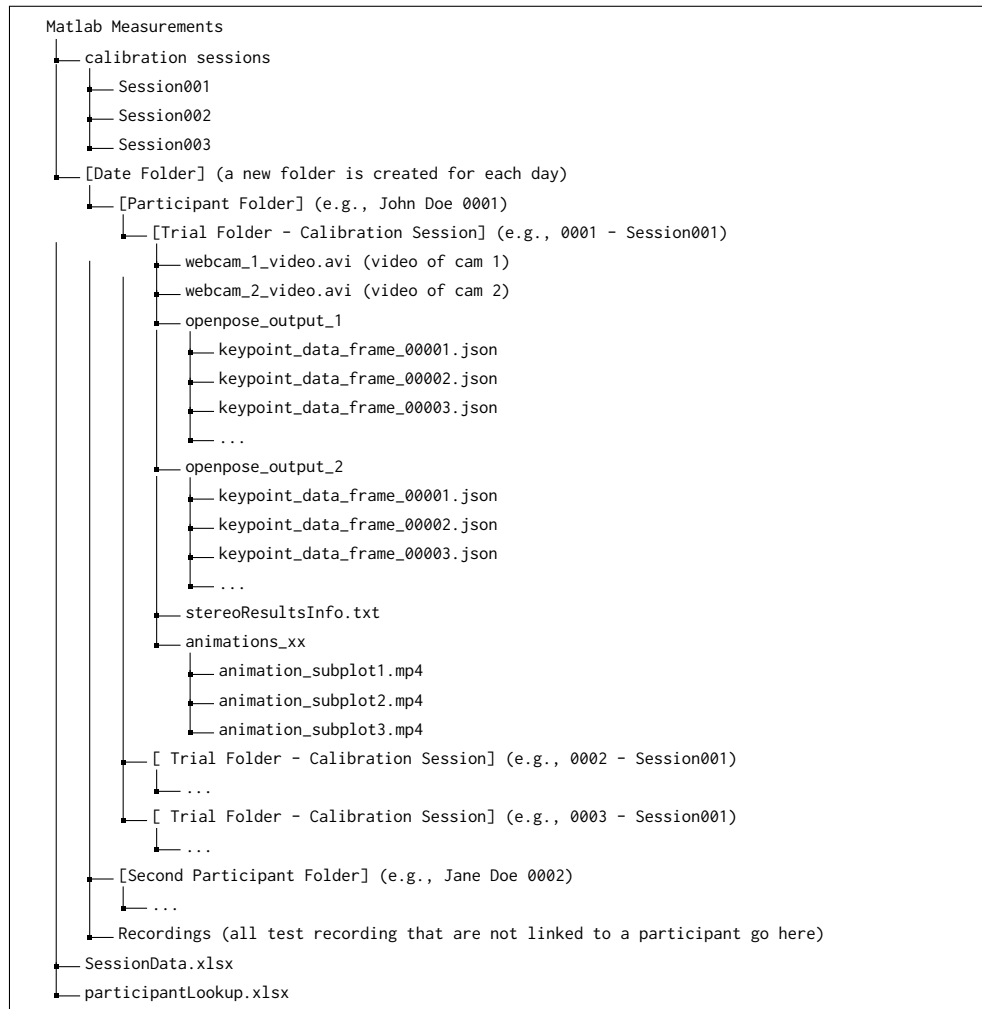 Matlab Measurements
calibration sessions
Session001
Session002
Session003
[Date Folder] (a new folder is created for each day)
[Participant Folder] (e.g., John Doe 0001)
[Trial Folder – Calibration Session] (e.g., 0001 – Session001)
webcam_1_video.avi (video of cam 1)
webcam_2_video.avi (video of cam 2)
openpose_output_1
keypoint_data_frame_00001.json
keypoint_data_frame_00002.json
keypoint_data_frame_00003.json
...
openpose_output_2
keypoint_data_frame_00001.json
keypoint_data_frame_00002.json
keypoint_data_frame_00003.json
...
stereoResultsInfo.txt
animations_xx
animation_subplot1.mp4
animation_subplot2.mp4
animation_subplot3.mp4
[ Trial Folder – Calibration Session] (e.g., 0002 – Session001)
...
[ Trial Folder – Calibration Session] (e.g., 0003 – Session001)
...
[Second Participant Folder] (e.g., Jane Doe 0002)
...
Recordings (all test recording that are not linked to a participant go here)
SessionData.xlsx
participantLookup.xlsx